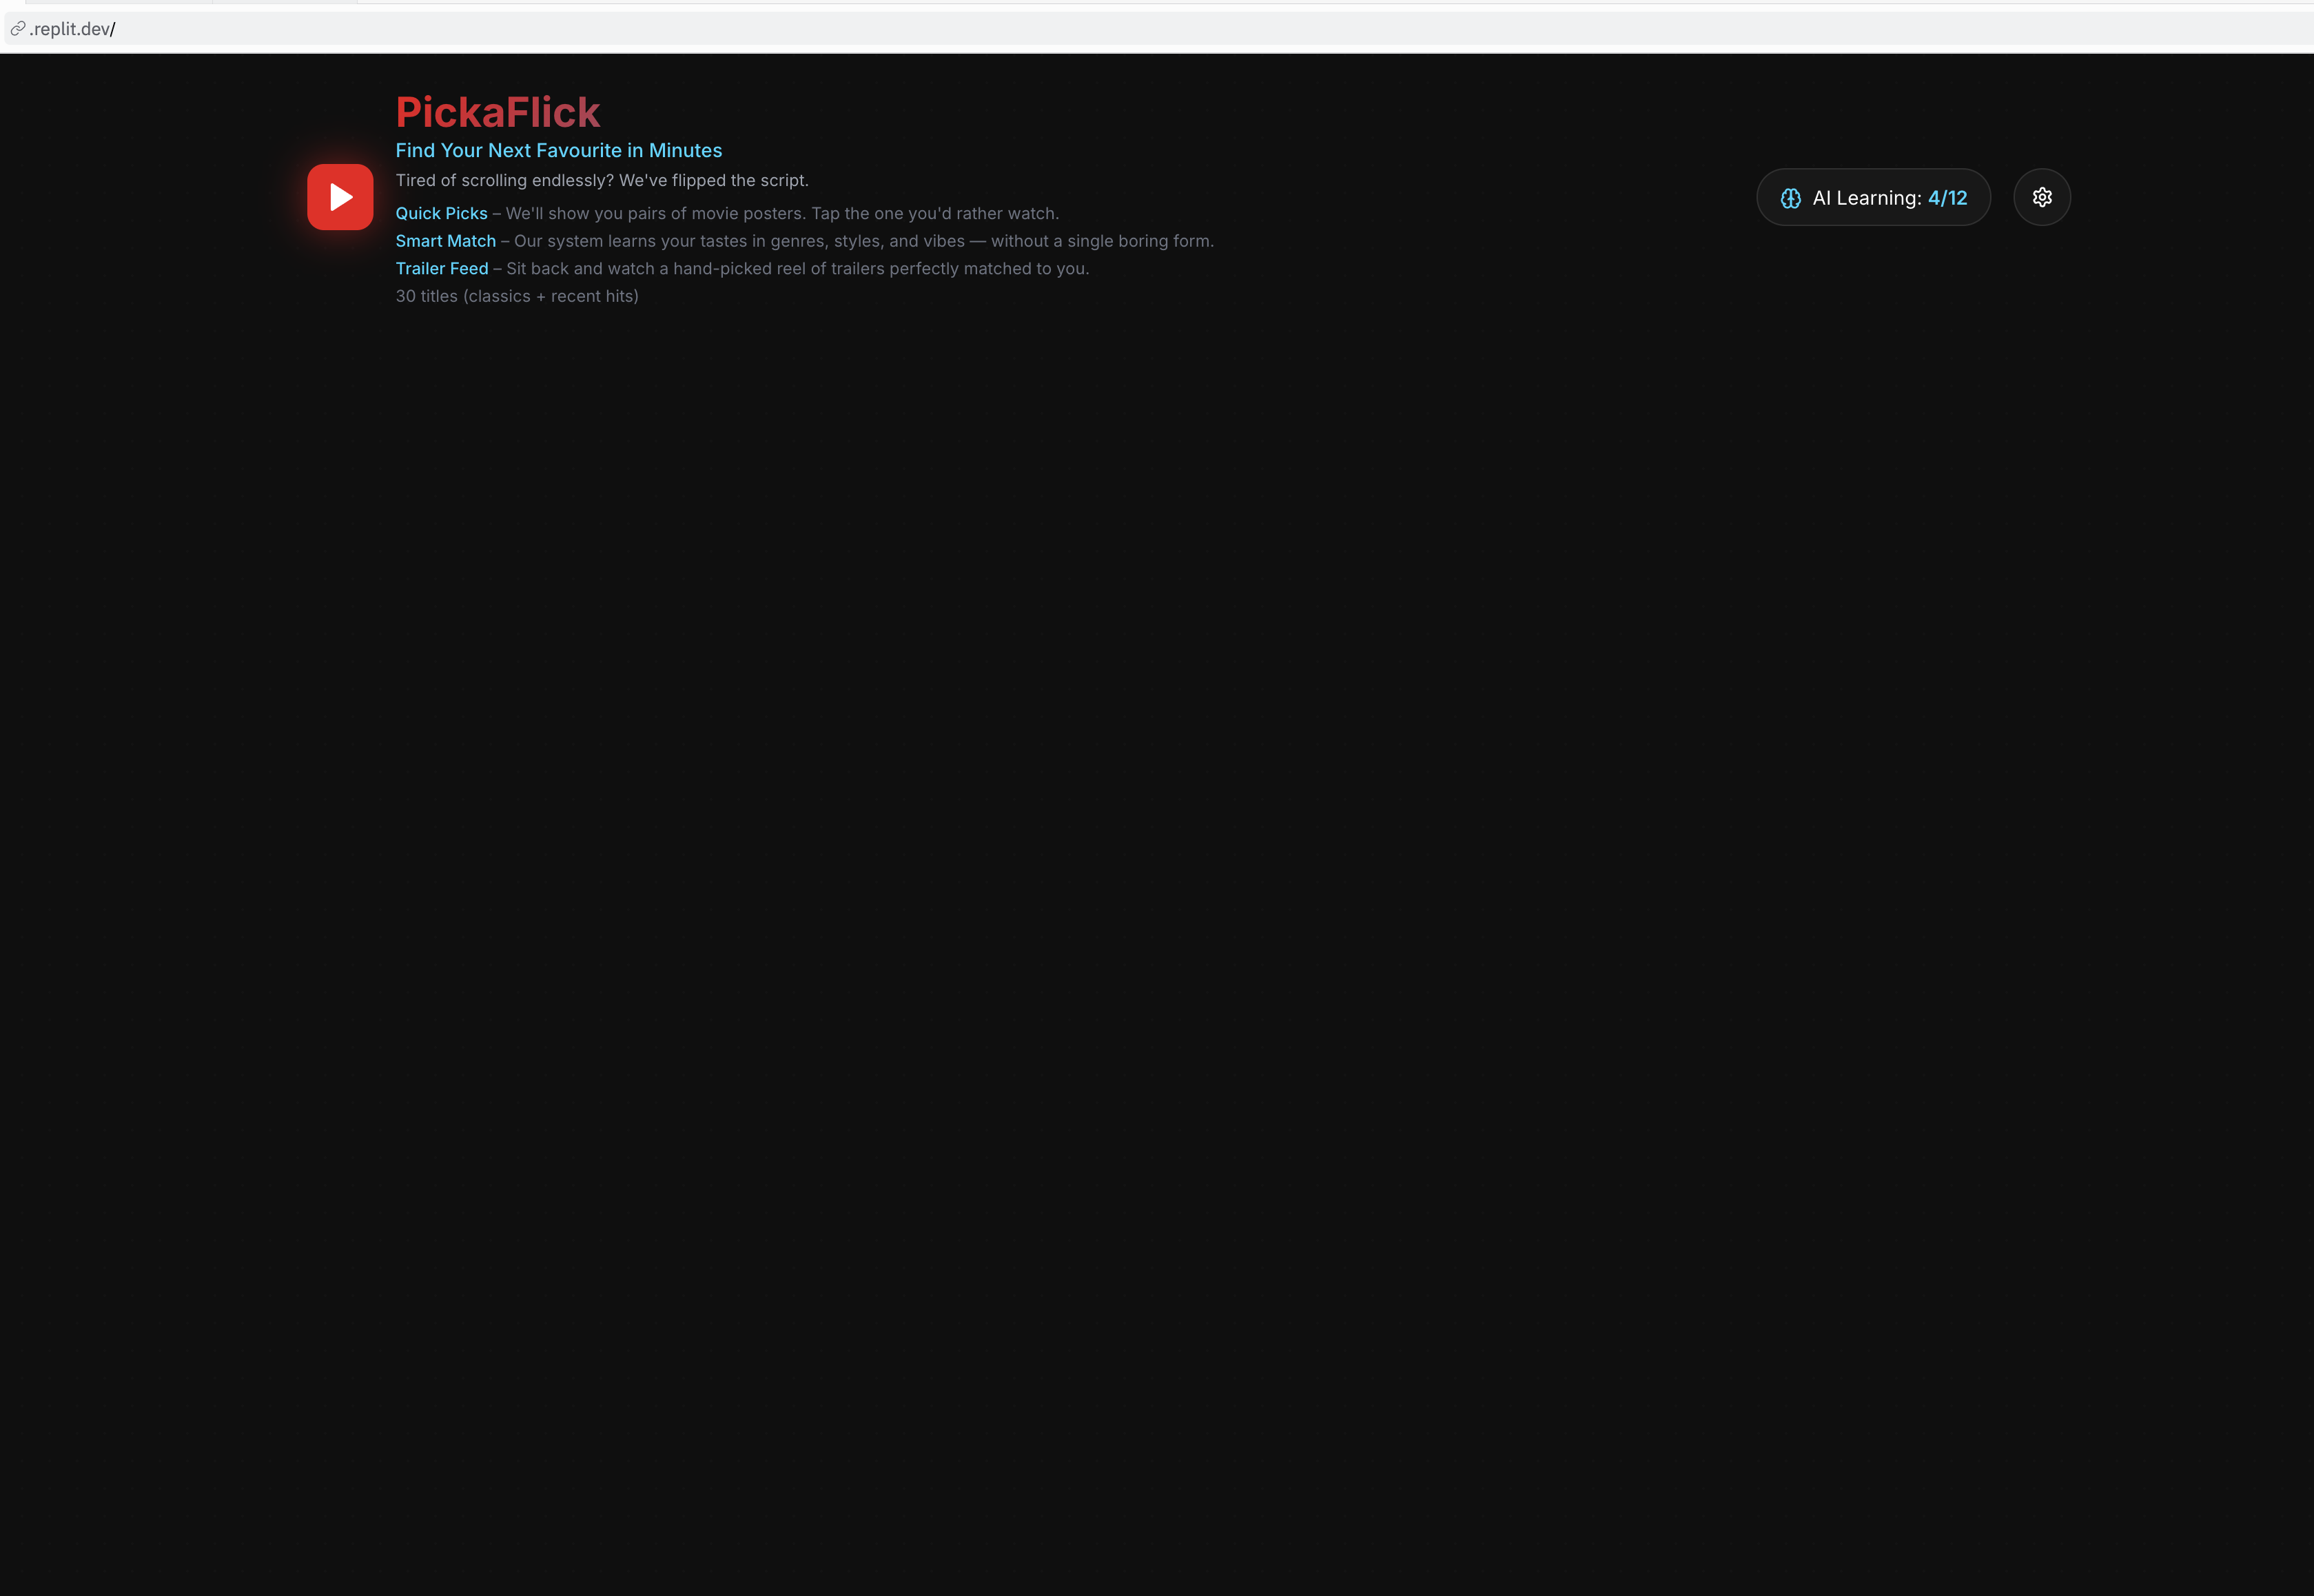 .replit.dev/
PickaFlick
Find Your Next Favourite in Minutes
Tired of scrolling endlessly? We've flipped the script.
Quick Picks – We'll show you pairs of movie posters. Tap the one you'd rather watch.
Smart Match – Our system learns your tastes in genres, styles, and vibes — without a single boring form.
Trailer Feed – Sit back and watch a hand-picked reel of trailers perfectly matched to you.
30 titles (classics + recent hits)
AI Learning: 4/12